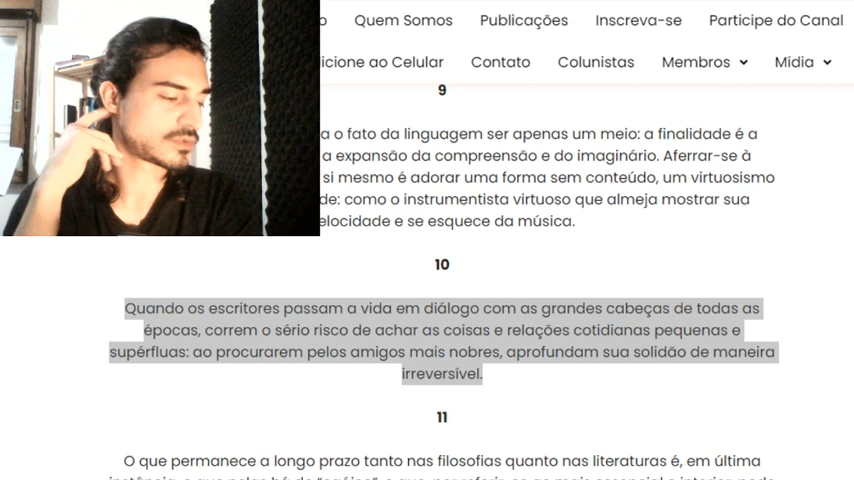 o Quem Somos Publicações Inscreva-se Participe do Canal
icione ao Celular Contato Colunistas Membros Mídia
9
a o fato da linguagem ser apenas um meio: a finalidade é a
a expansão da compreensão e do imaginário. Aferrar-se à
si mesmo é adorar uma forma sem conteúdo, um virtuosismo
de: como o instrumentista virtuoso que almeja mostrar sua
elocidade e se esquece da música.
10
Quando os escritores passam a vida em diálogo com as grandes cabeças de todas as
épocas, correm o sério risco de achar as coisas e relações cotidianas pequenas e
supérfluas: ao procurarem pelos amigos mais nobres, aprofundam sua solidão de maneira
irreversível.
11
O que permanece a longo prazo tanto nas filosofias quanto nas literaturas é, em última